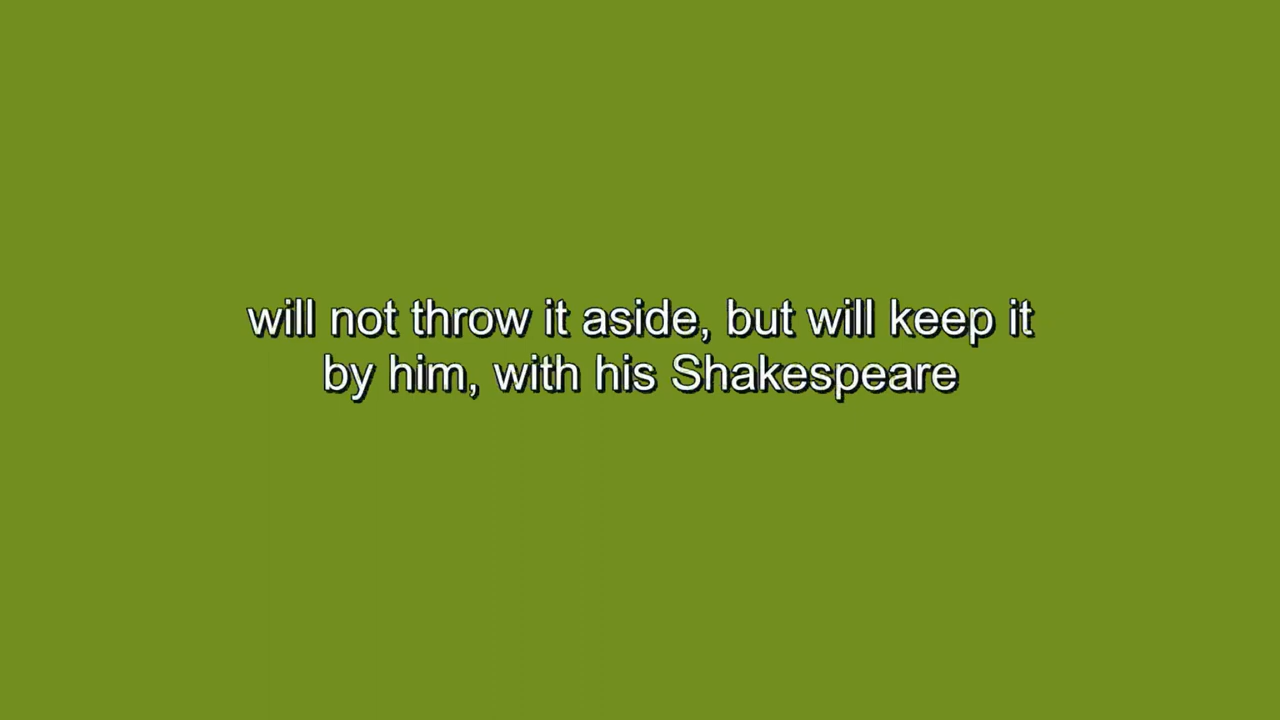 will not throw it aside, but will keep it
by him, with his Shakespeare